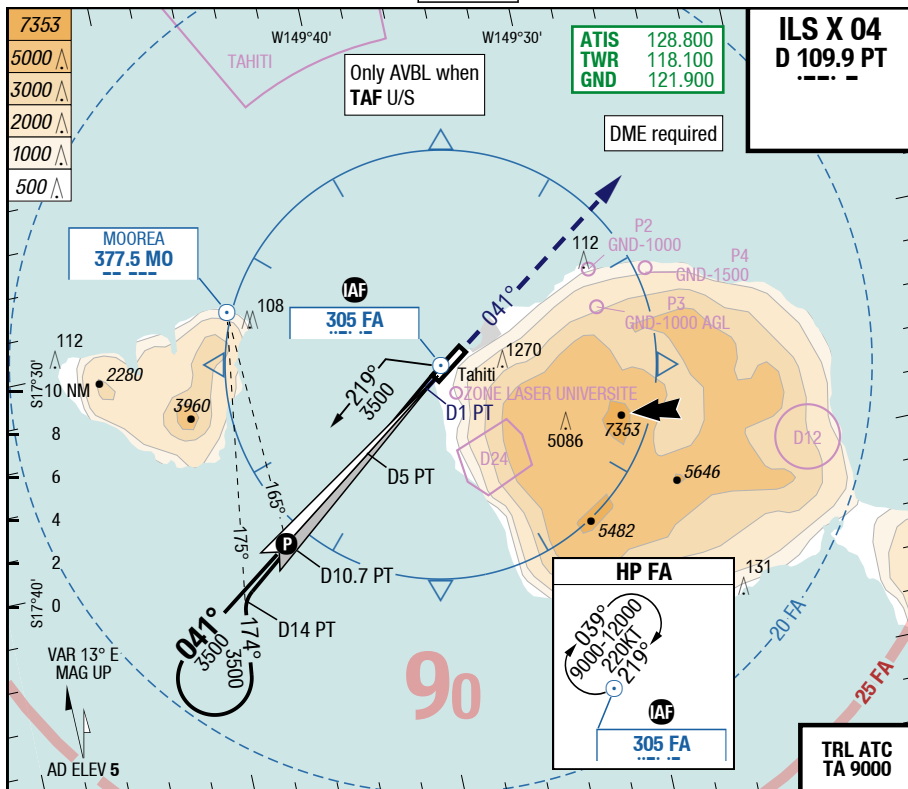 7353
5000
3000
2000
1000
500
W149°40'
W149°30'
TAHITI
Only AVBL when
TAF U/S
ATIS 128.800
TWR 118.100
GND 121.900
DME required
ILS X 04
D 109.9 PT
MOOREA
377.5 MO
IAF
305 FA
112
P2
GND-1000
P4
GND-1500
P3
GND-1000 AGL
041°
108
112
2280
3960
1270
219°
3500
Tahiti
ZONE LASER UNIVERSITE
D1 PT
7353
5086
D24
D12
5646
5482
D5 PT
S17°30'
10 NM
8
6
4
2
0
S17°40'
165°
175°
P
D10.7 PT
D14 PT
041°
3500
174°
3500
131
HP FA
039°
9000-12000
220KT
219°
IAF
305 FA
20 FA
25 FA
90
VAR 13° E
MAG UP
AD ELEV 5
TRL ATC
TA 9000